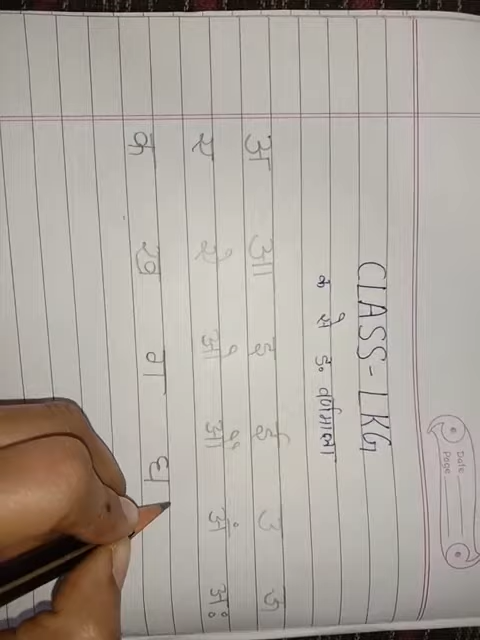 Date
Page
CLASS-LKG
क से ङ. वर्णमाला
अ आ इ ई उ ऊ
ए ऐ ओ औ अं अः
क ख ग घ